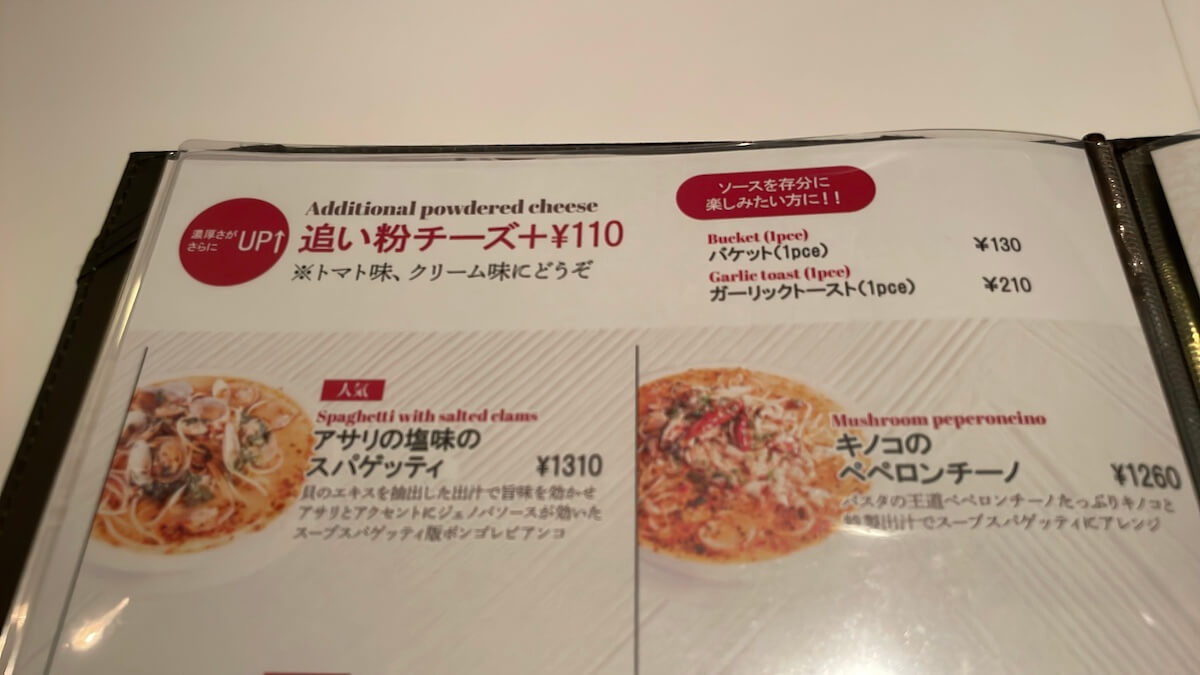 濃厚さが
さらに
UP↑
Additional powdered cheese
追い粉チーズ＋¥110
※トマト味、クリーム味にどうぞ
ソースを存分に
楽しみたい方に！！
Bucket (1pce)
バケット(1pce) ¥130
Garlic toast (1pce)
ガーリックトースト(1pce) ¥210
人気
Spaghetti with salted clams
アサリの塩味の
スパゲッティ ¥1310
貝のエキスを抽出した出汁で旨味を効かせ
アサリとアクセントにジェノバソースが効いた
スープスパゲッティ版ボンゴレビアンコ
Mushroom peperoncino
キノコの
ペペロンチーノ ¥1260
パスタの王道ペペロンチーノたっぷりキノコと
特製出汁でスープスパゲッティにアレンジ